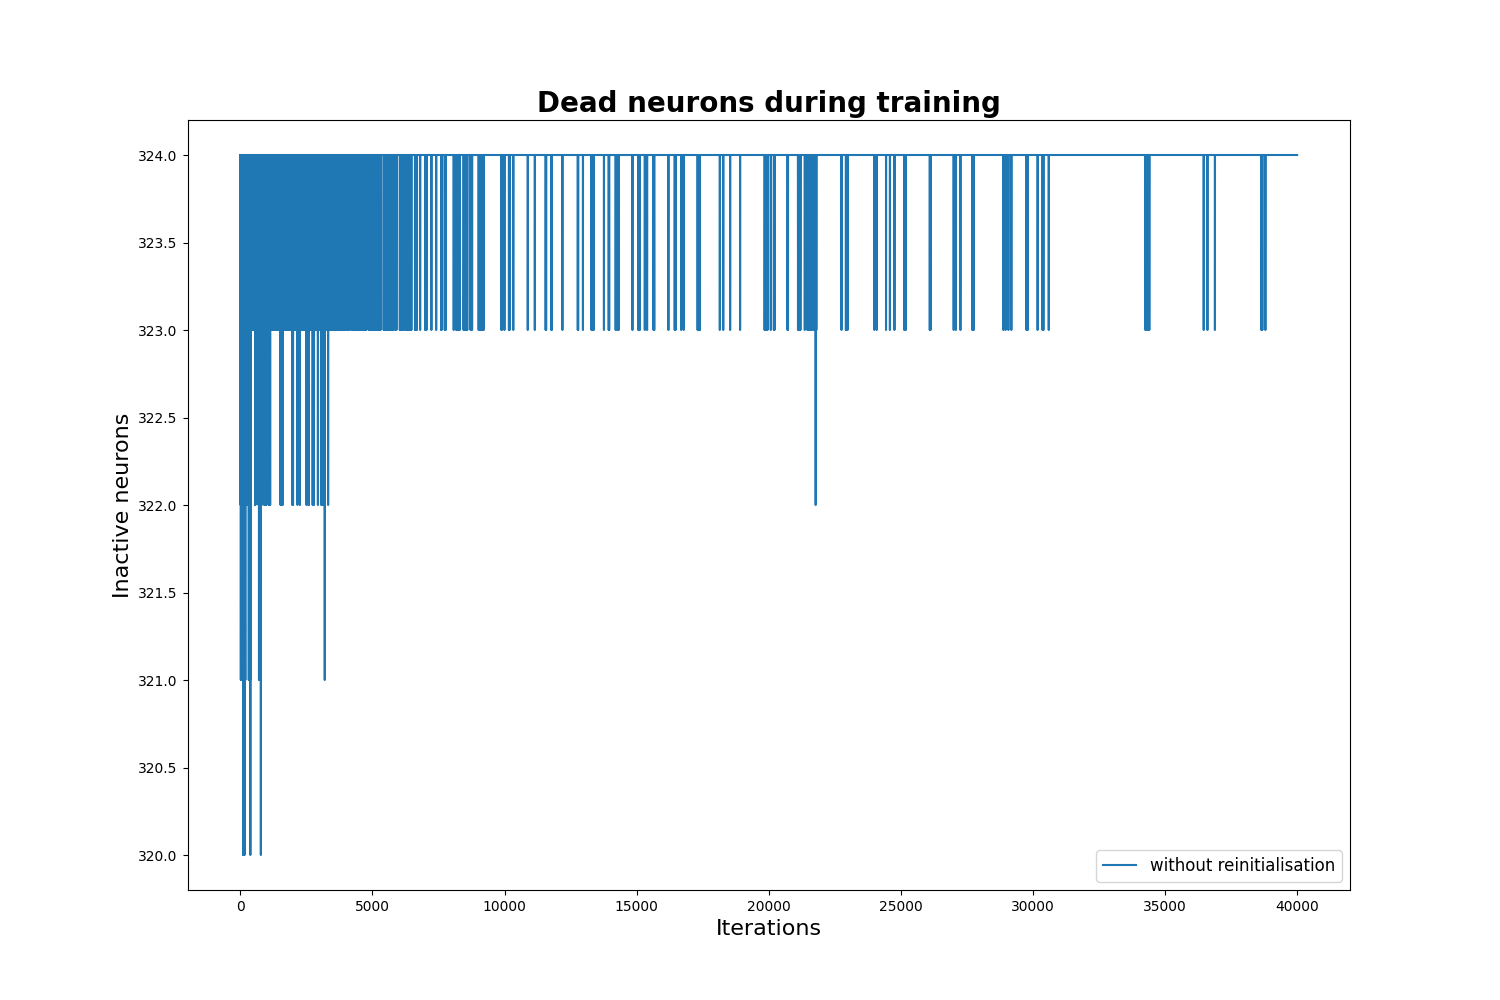 Dead neurons during training
Inactive neurons
324.0
323.5
323.0
322.5
322.0
321.5
321.0
320.5
320.0
without reinitialisation
0 5000 10000 15000 20000 25000 30000 35000 40000
Iterations